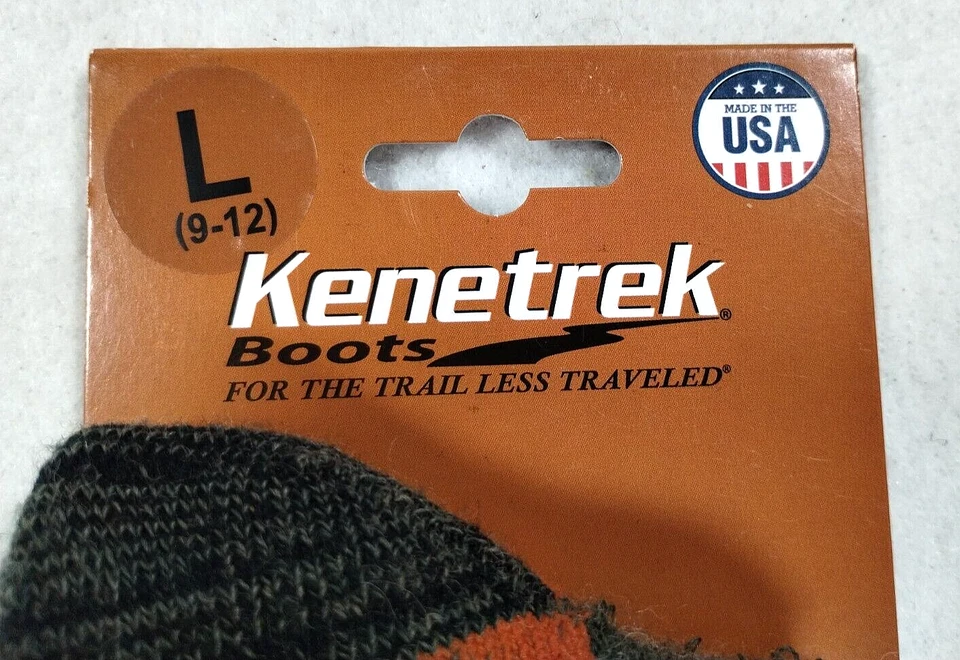 L
(9-12)
MADE IN THE
USA
Kenetrek®
Boots
FOR THE TRAIL LESS TRAVELED®